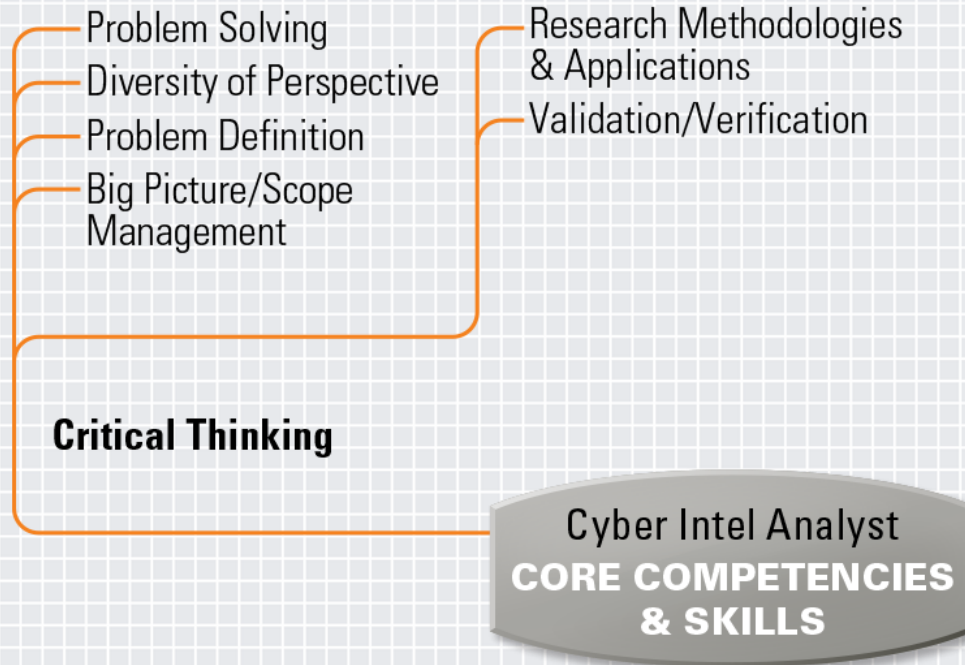 Problem Solving
Diversity of Perspective
Problem Definition
Big Picture/Scope
Management
Research Methodologies
& Applications
Validation/Verification
Critical Thinking
Cyber Intel Analyst
CORE COMPETENCIES
& SKILLS